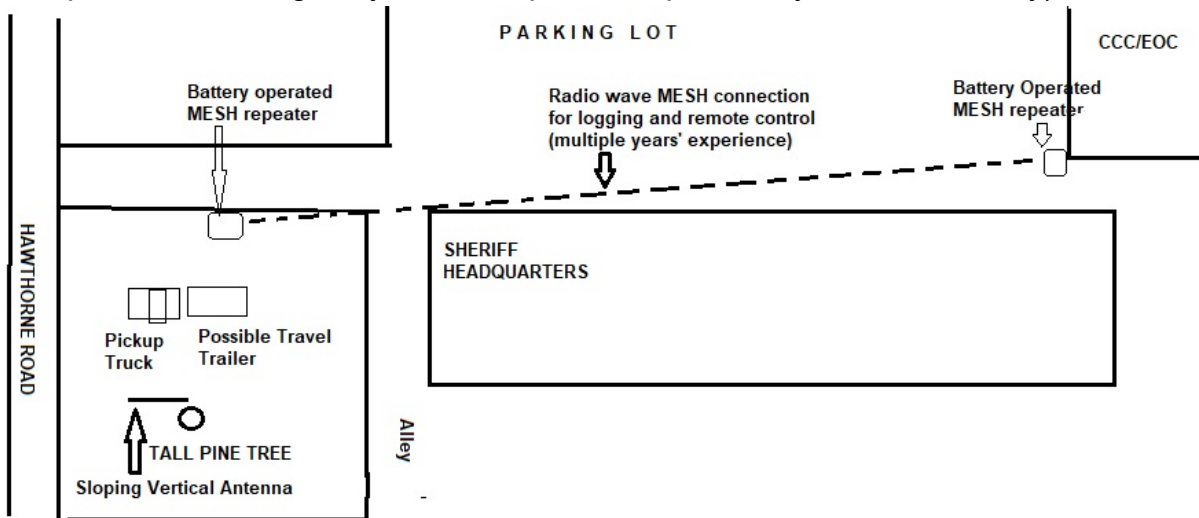 PARKING LOT
CCC/EOC
Battery operated
MESH repeater
Radio wave MESH connection
for logging and remote control
(multiple years' experience)
Battery Operated
MESH repeater
HAWTHORNE ROAD
SHERIFF
HEADQUARTERS
Pickup
Truck
Possible Travel
Trailer
Alley
TALL PINE TREE
Sloping Vertical Antenna